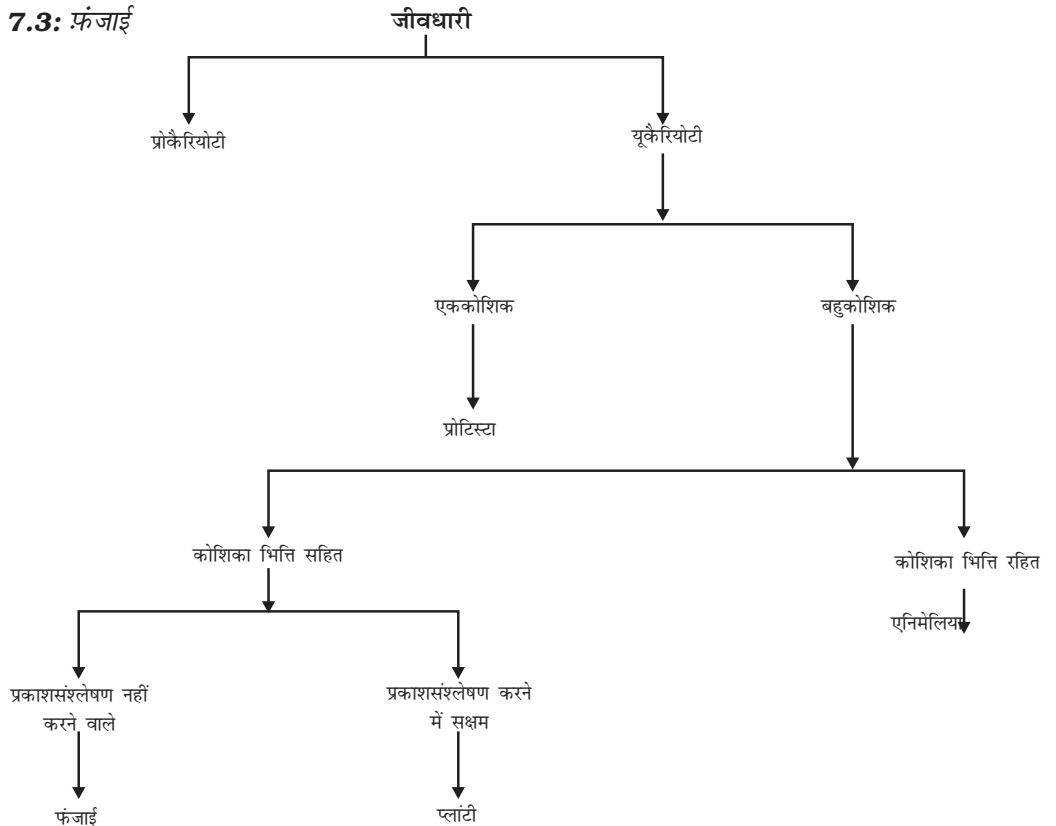 7.3: फ़ंजाई
जीवधारी
प्रोकैरियोटी
यूकैरियोटी
एककोशिक
बहुकोशिक
प्रोटिस्टा
कोशिका भित्ति सहित
कोशिका भित्ति रहित
एनिमेलिया
प्रकाशसंश्लेषण नहीं
करने वाले
प्रकाशसंश्लेषण करने
में सक्षम
फंजाई
प्लांटी